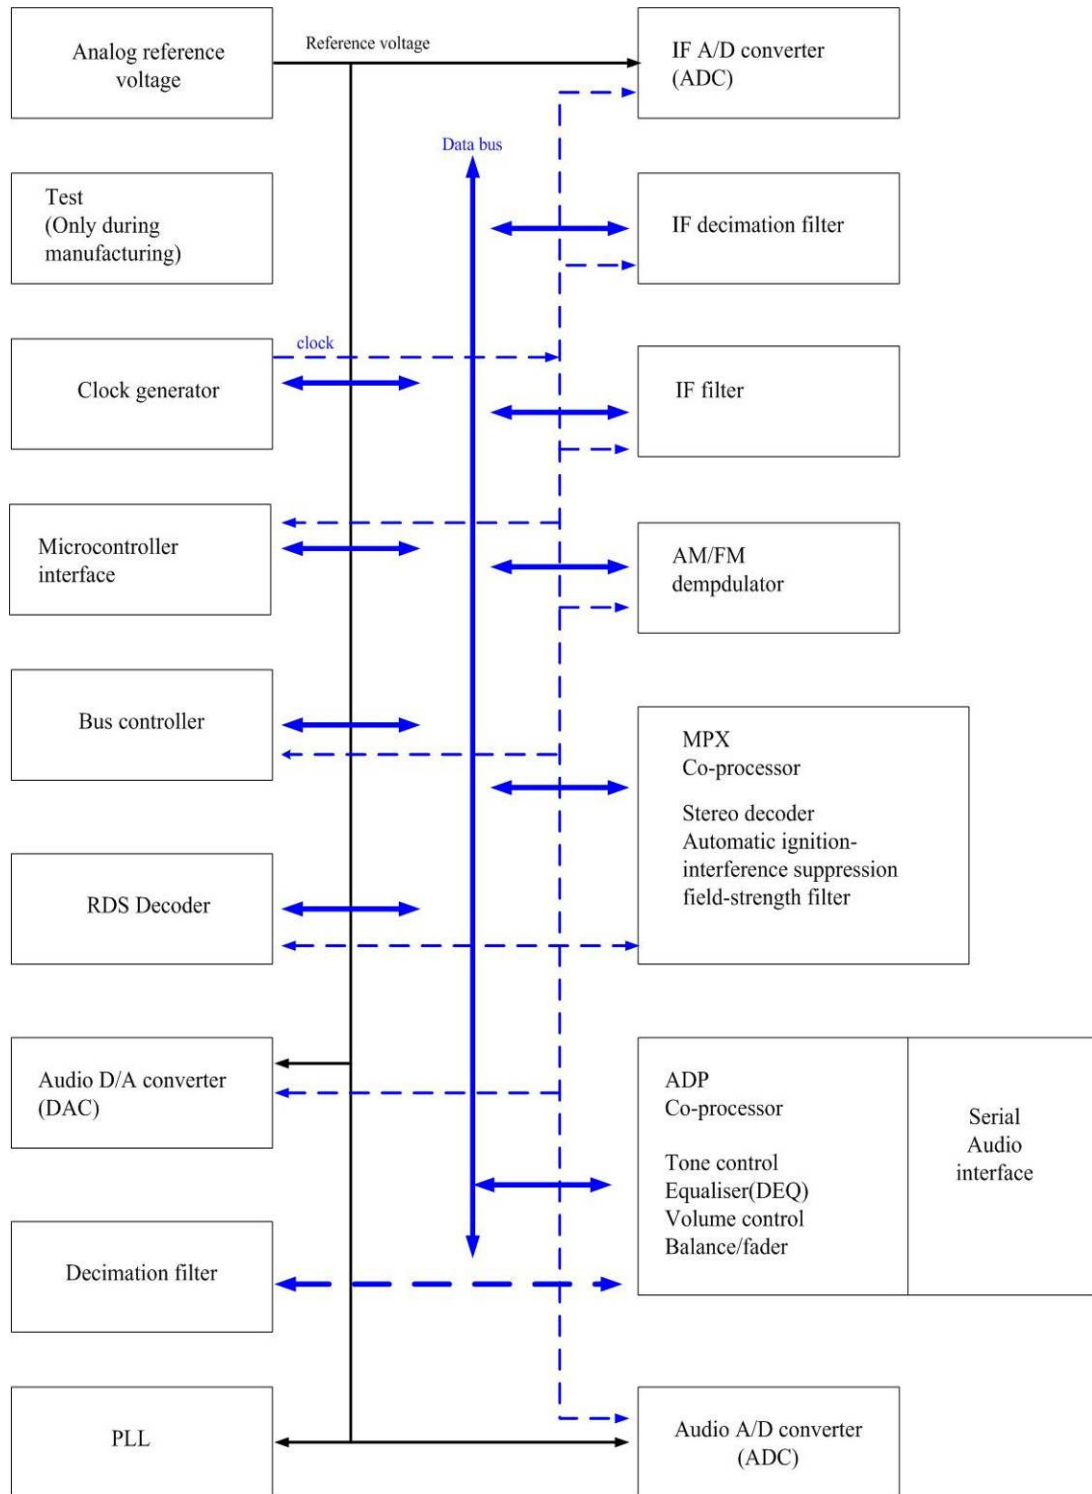 Analog reference
voltage
Reference voltage
IF A/D converter
(ADC)
Data bus
Test
(Only during
manufacturing)
IF decimation filter
clock
Clock generator
IF filter
Microcontroller
interface
AM/FM
dempdulator
Bus controller
MPX
Co-processor
Stereo decoder
Automatic ignition-
interference suppression
field-strength filter
RDS Decoder
Audio D/A converter
(DAC)
ADP
Co-processor
Tone control
Equaliser(DEQ)
Volume control
Balance/fader
Serial
Audio
interface
Decimation filter
PLL
Audio A/D converter
(ADC)